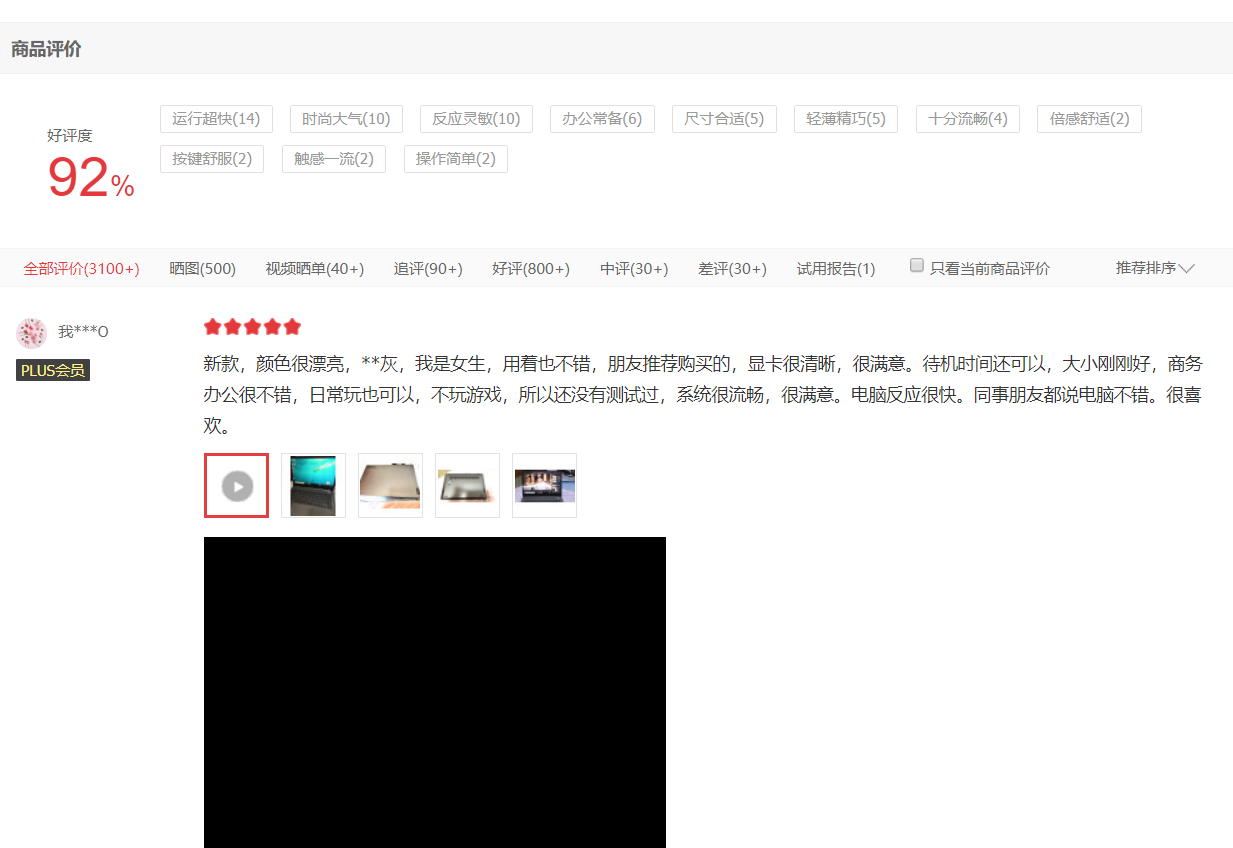 商品评价
好评度
92%
运行超快(14) 时尚大气(10) 反应灵敏(10) 办公常备(6) 尺寸合适(5) 轻薄精巧(5) 十分流畅(4) 倍感舒适(2)
按键舒服(2) 触感一流(2) 操作简单(2)
全部评价(3100+) 晒图(500) 视频晒单(40+) 追评(90+) 好评(800+) 中评(30+) 差评(30+) 试用报告(1) 只看当前商品评价 推荐排序
我***O
PLUS会员
新款，颜色很漂亮，**灰，我是女生，用着也不错，朋友推荐购买的，显卡很清晰，很满意。待机时间还可以，大小刚刚好，商务
办公很不错，日常玩也可以，不玩游戏，所以还没有测试过，系统很流畅，很满意。电脑反应很快。同事朋友都说电脑不错。很喜
欢。